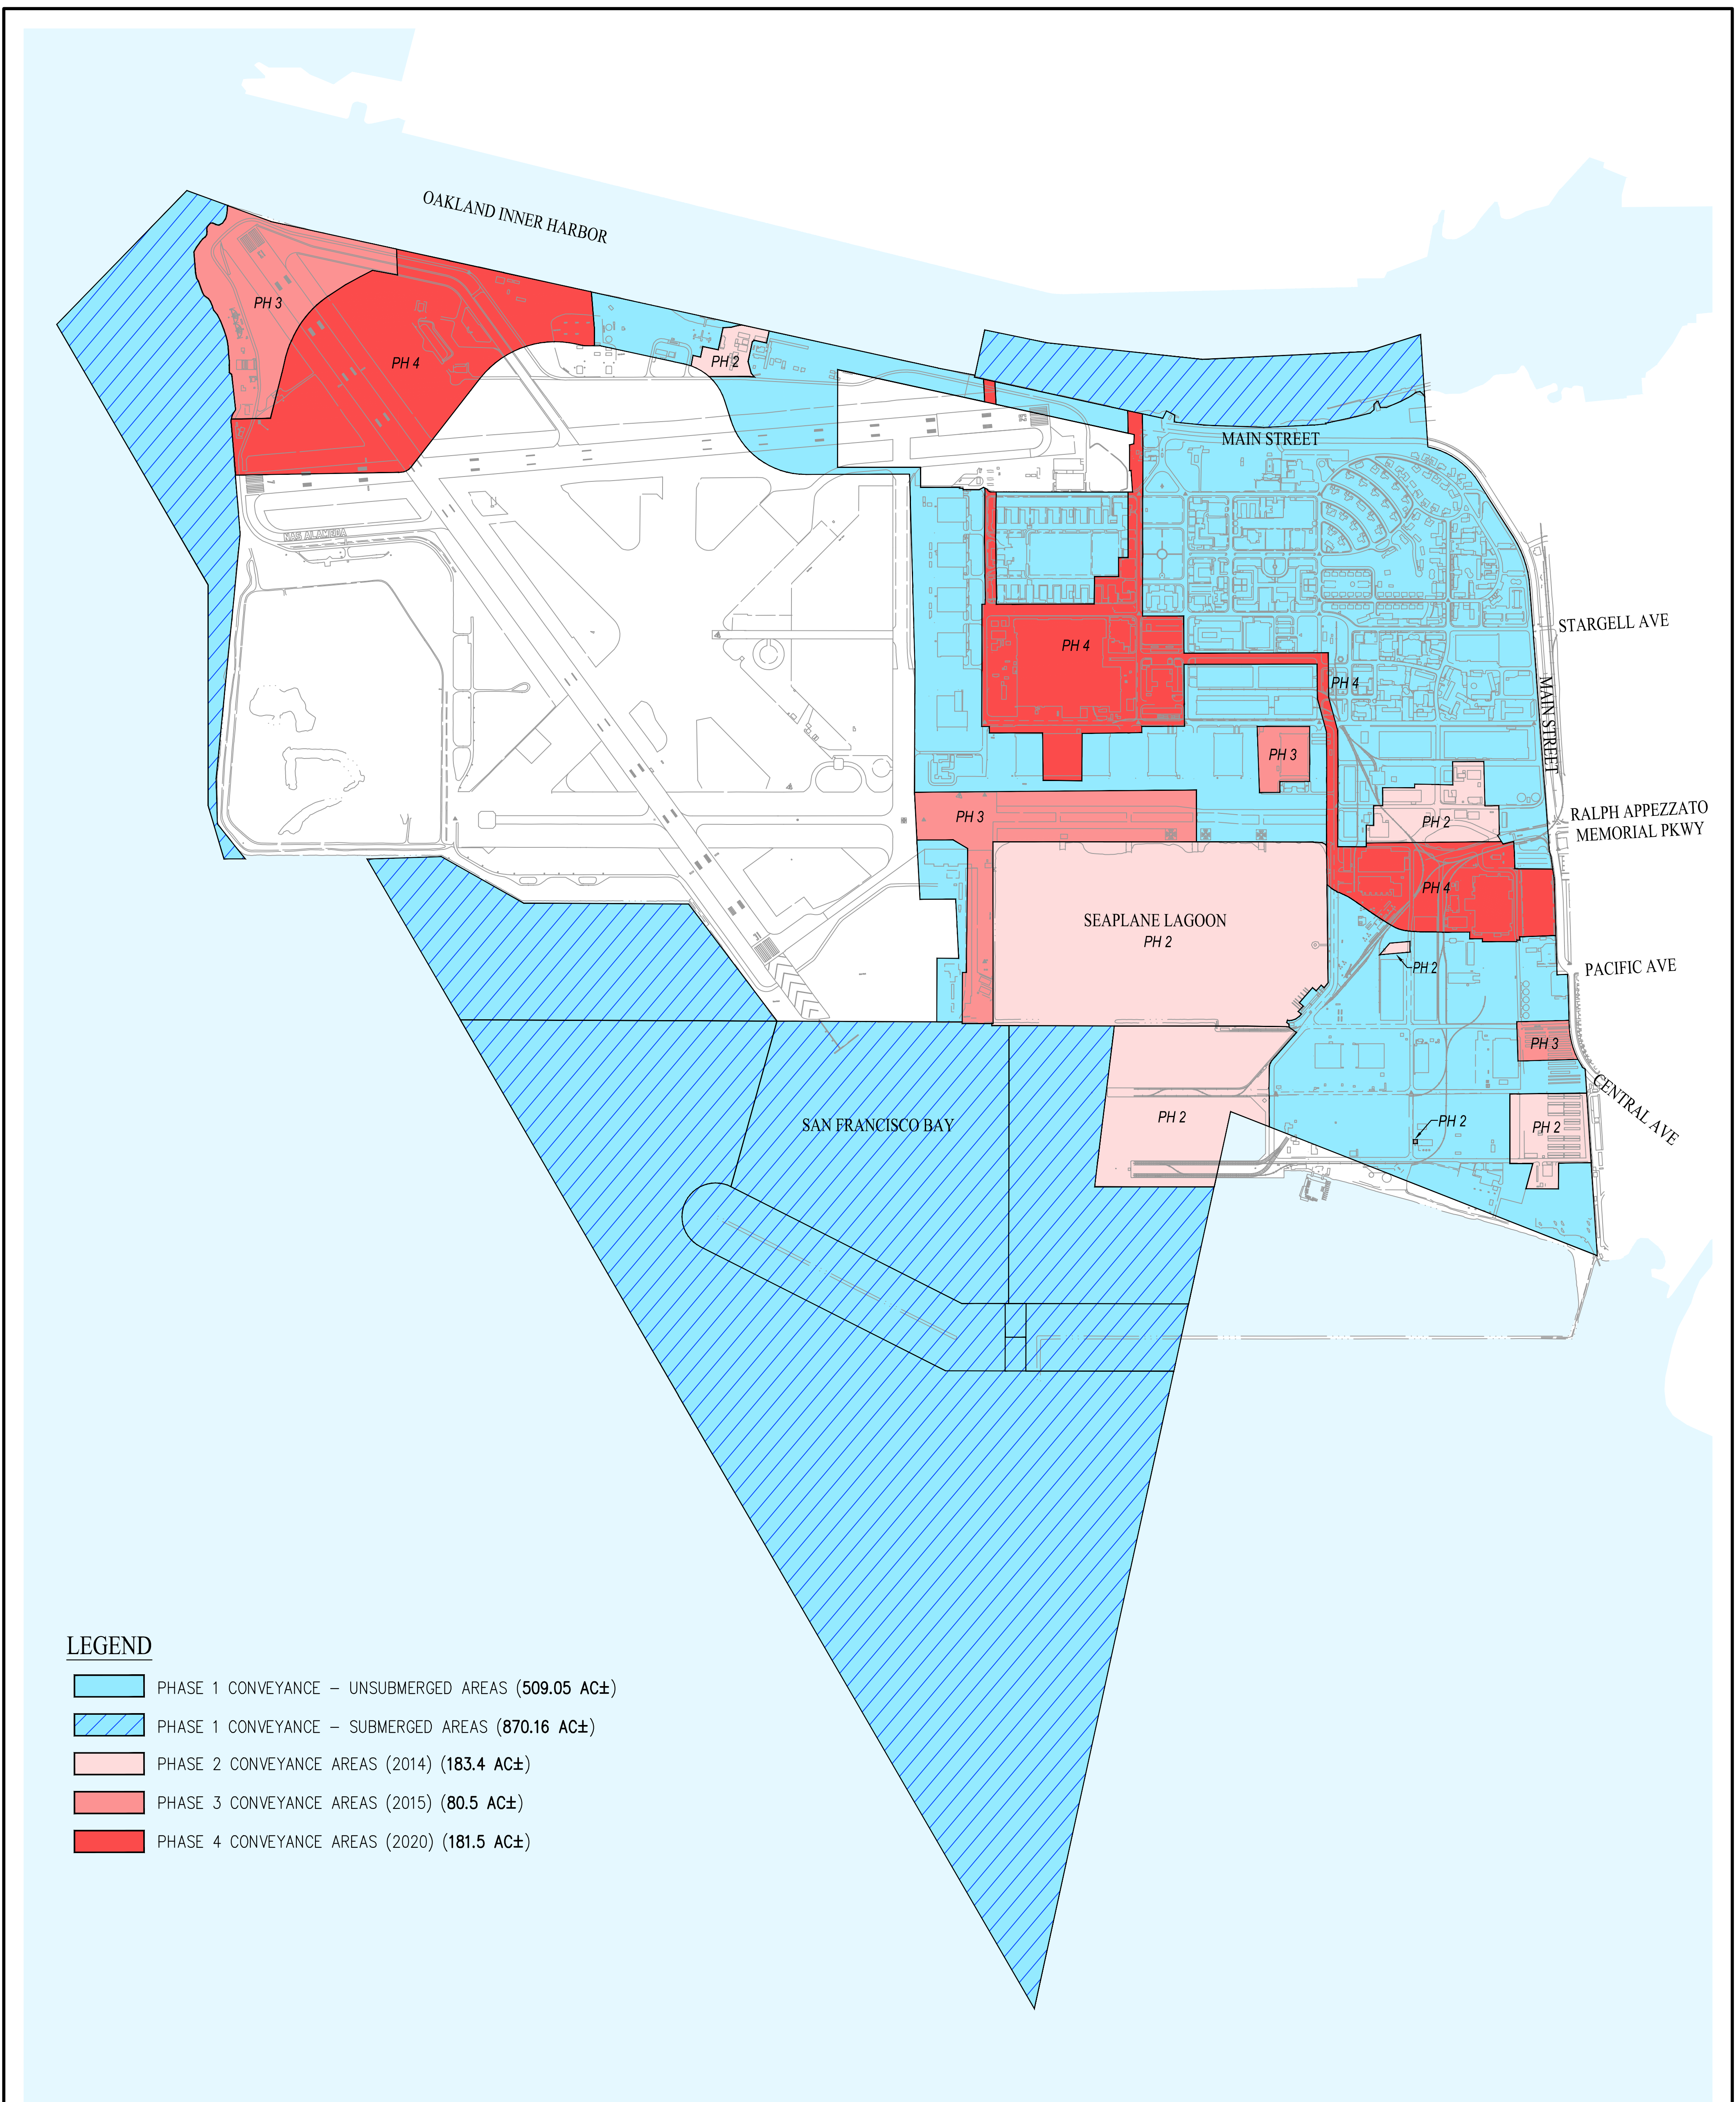 OAKLAND INNER HARBOR
PH 3
PH 4
PH 2
MAIN STREET
NAS ALAMEDA
STARGELL AVE
PH 4
PH 4
MAIN STREET
PH 3
PH 3
PH 2
RALPH APPEZZATO
MEMORIAL PKWY
PH 4
SEAPLANE LAGOON
PH 2
PH 2
PACIFIC AVE
PH 3
CENTRAL AVE
PH 2
PH 2
PH 2
SAN FRANCISCO BAY
LEGEND
PHASE 1 CONVEYANCE – UNSUBMERGED AREAS (509.05 AC±)
PHASE 1 CONVEYANCE – SUBMERGED AREAS (870.16 AC±)
PHASE 2 CONVEYANCE AREAS (2014) (183.4 AC±)
PHASE 3 CONVEYANCE AREAS (2015) (80.5 AC±)
PHASE 4 CONVEYANCE AREAS (2020) (181.5 AC±)